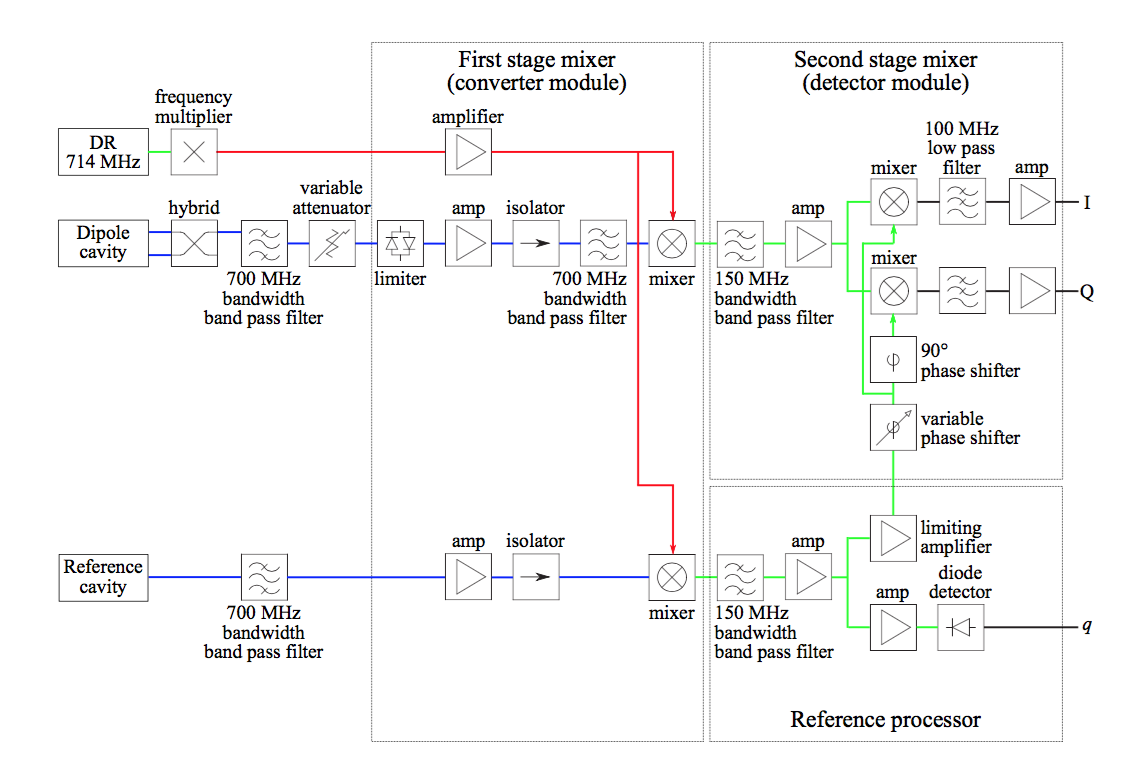 First stage mixer
(converter module)
Second stage mixer
(detector module)
frequency
multiplier
amplifier
DR
714 MHz
100 MHz
low pass
filter
mixer
amp
I
variable
attenuator
hybrid
amp
isolator
amp
Dipole
cavity
limiter
mixer
mixer
700 MHz
bandwidth
band pass filter
700 MHz
bandwidth
band pass filter
150 MHz
bandwidth
band pass filter
Q
φ
90°
phase shifter
φ
variable
phase shifter
limiting
amplifier
amp
isolator
amp
Reference
cavity
diode
detector
amp
q
mixer
700 MHz
bandwidth
band pass filter
150 MHz
bandwidth
band pass filter
Reference processor